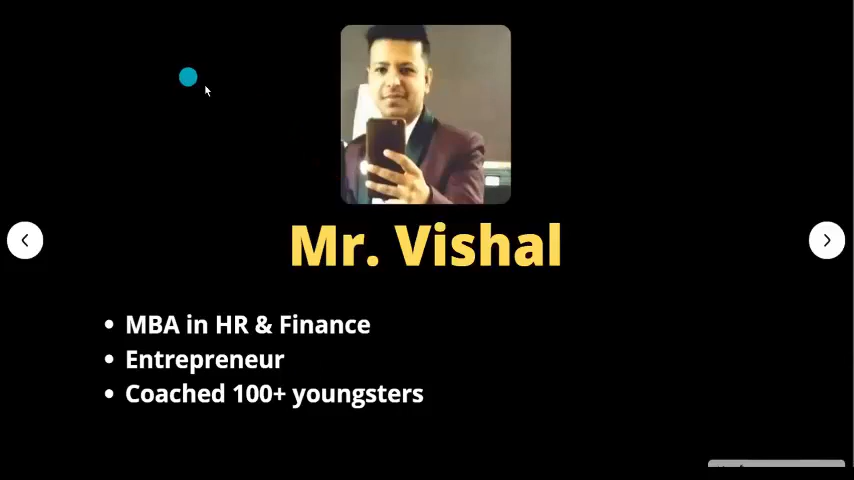 Mr. Vishal
• MBA in HR & Finance
• Entrepreneur
• Coached 100+ youngsters